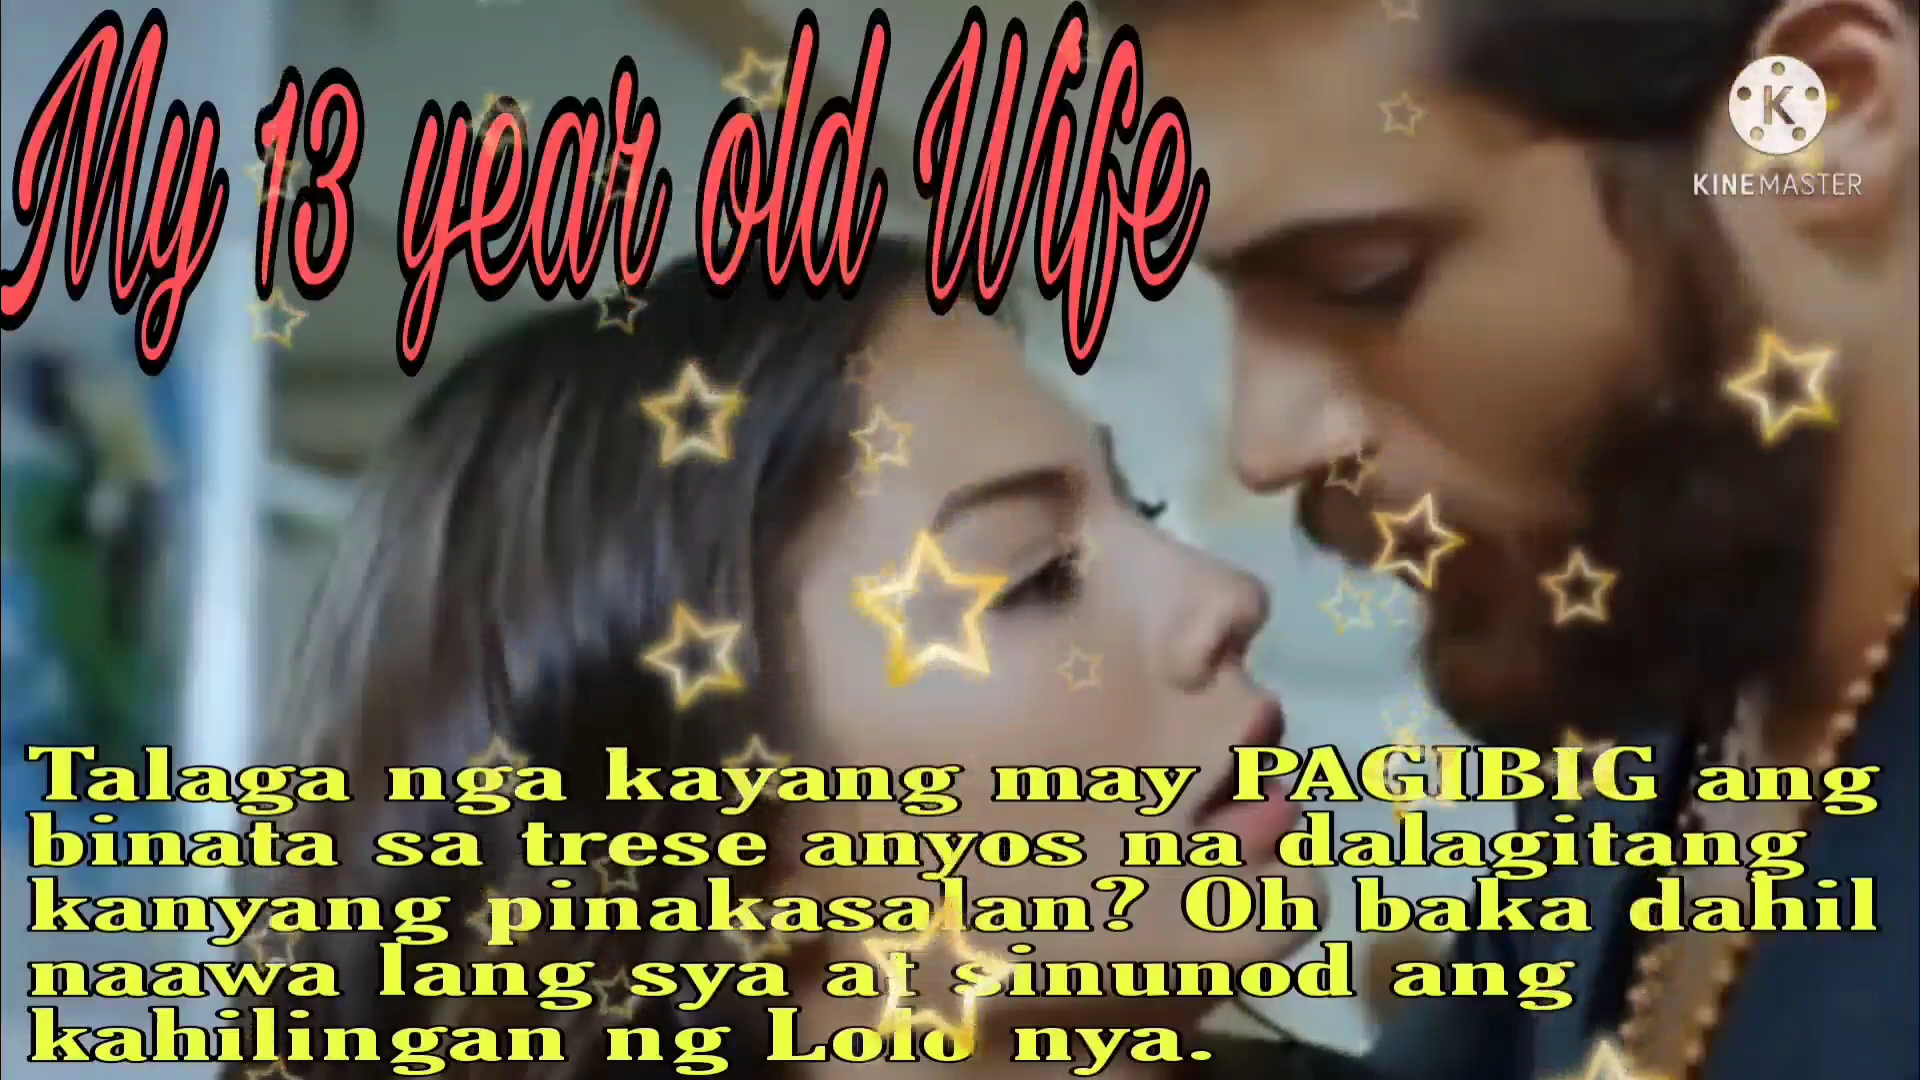 My 13 year old Wife
KINEMASTER
Talaga nga kayang may PAGIBIG ang
binata sa trese anyos na dalagitang
kanyang pinakasalan? Oh baka dahil
naawa lang sya at sinunod ang
kahilingan ng Lolo nya.